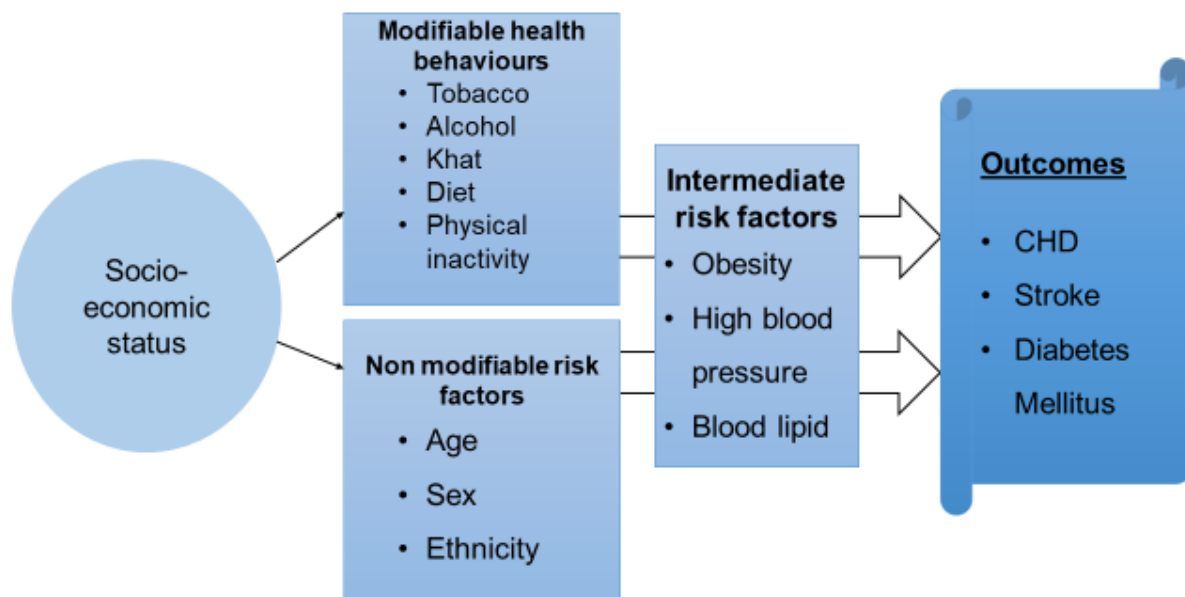 Socio-
economic
status
Modifiable health
behaviours
• Tobacco
• Alcohol
• Khat
• Diet
• Physical
inactivity
Non modifiable risk
factors
• Age
• Sex
• Ethnicity
Intermediate
risk factors
• Obesity
• High blood
pressure
• Blood lipid
Outcomes
• CHD
• Stroke
• Diabetes
Mellitus